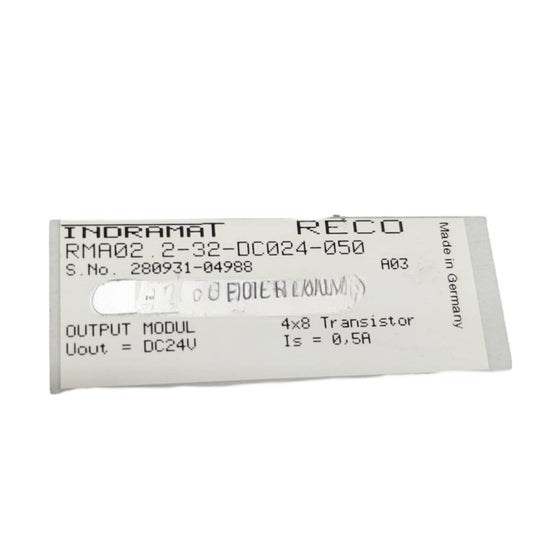 INDRAMAT RECO
RMA02.2-32-DC024-050
S.No. 280931-04988 A03
OUTPUT MODUL 4x8 Transistor
Uout = DC24V Is = 0,5A
Made in Germany